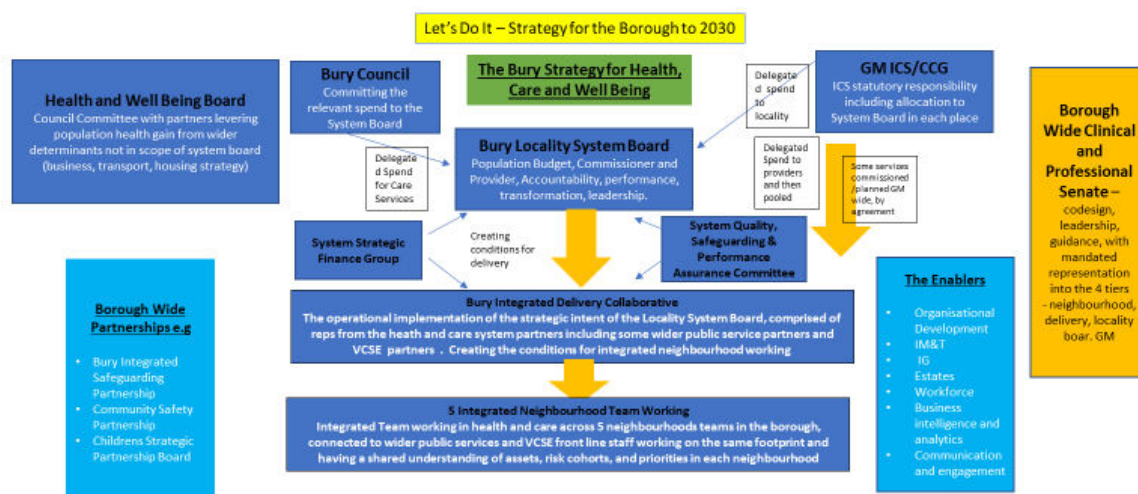 Let's Do It – Strategy for the Borough to 2030
Health and Well Being Board
Council Committee with partners levering
population health gain from wider
determinants not in scope of system board
(business, transport, housing strategy)
Bury Council
Committing the
relevant spend to the
System Board
The Bury Strategy for Health,
Care and Well Being
Delegate
d spend
to
locality
GM ICS/CCG
ICS statutory responsibility
including allocation to
System Board in each place
Borough
Wide Clinical
and
Professional
Senate –
codesign,
leadership,
guidance, with
mandated
representation
into the 4 tiers
- neighbourhood,
delivery, locality
boar. GM
Delegate
d Spend
for Care
Services
Bury Locality System Board
Population Budget, Commissioner and
Provider, Accountability, performance,
transformation, leadership.
Delegated
Spend to
providers
and then
pooled
Some services
commissioned
/planned GM
wide, by
agreement
System Strategic
Finance Group
Creating
conditions for
delivery
System Quality,
Safeguarding &
Performance
Assurance Committee
Borough Wide
Partnerships e.g
• Bury Integrated
Safeguarding
Partnership
• Community Safety
Partnership
• Childrens Strategic
Partnership Board
Bury Integrated Delivery Collaborative
The operational implementation of the strategic intent of the Locality System Board, comprised of
reps from the heath and care system partners including some wider public service partners and
VCSE partners . Creating the conditions for integrated neighbourhood working
The Enablers
• Organisational
Development
• IM&T
• IG
• Estates
• Workforce
• Business
intelligence and
analytics
• Communication
and engagement
5 Integrated Neighbourhood Team Working
Integrated Team working in health and care across 5 neighbourhoods teams in the borough,
connected to wider public services and VCSE front line staff working on the same footprint and
having a shared understanding of assets, risk cohorts, and priorities in each neighbourhood